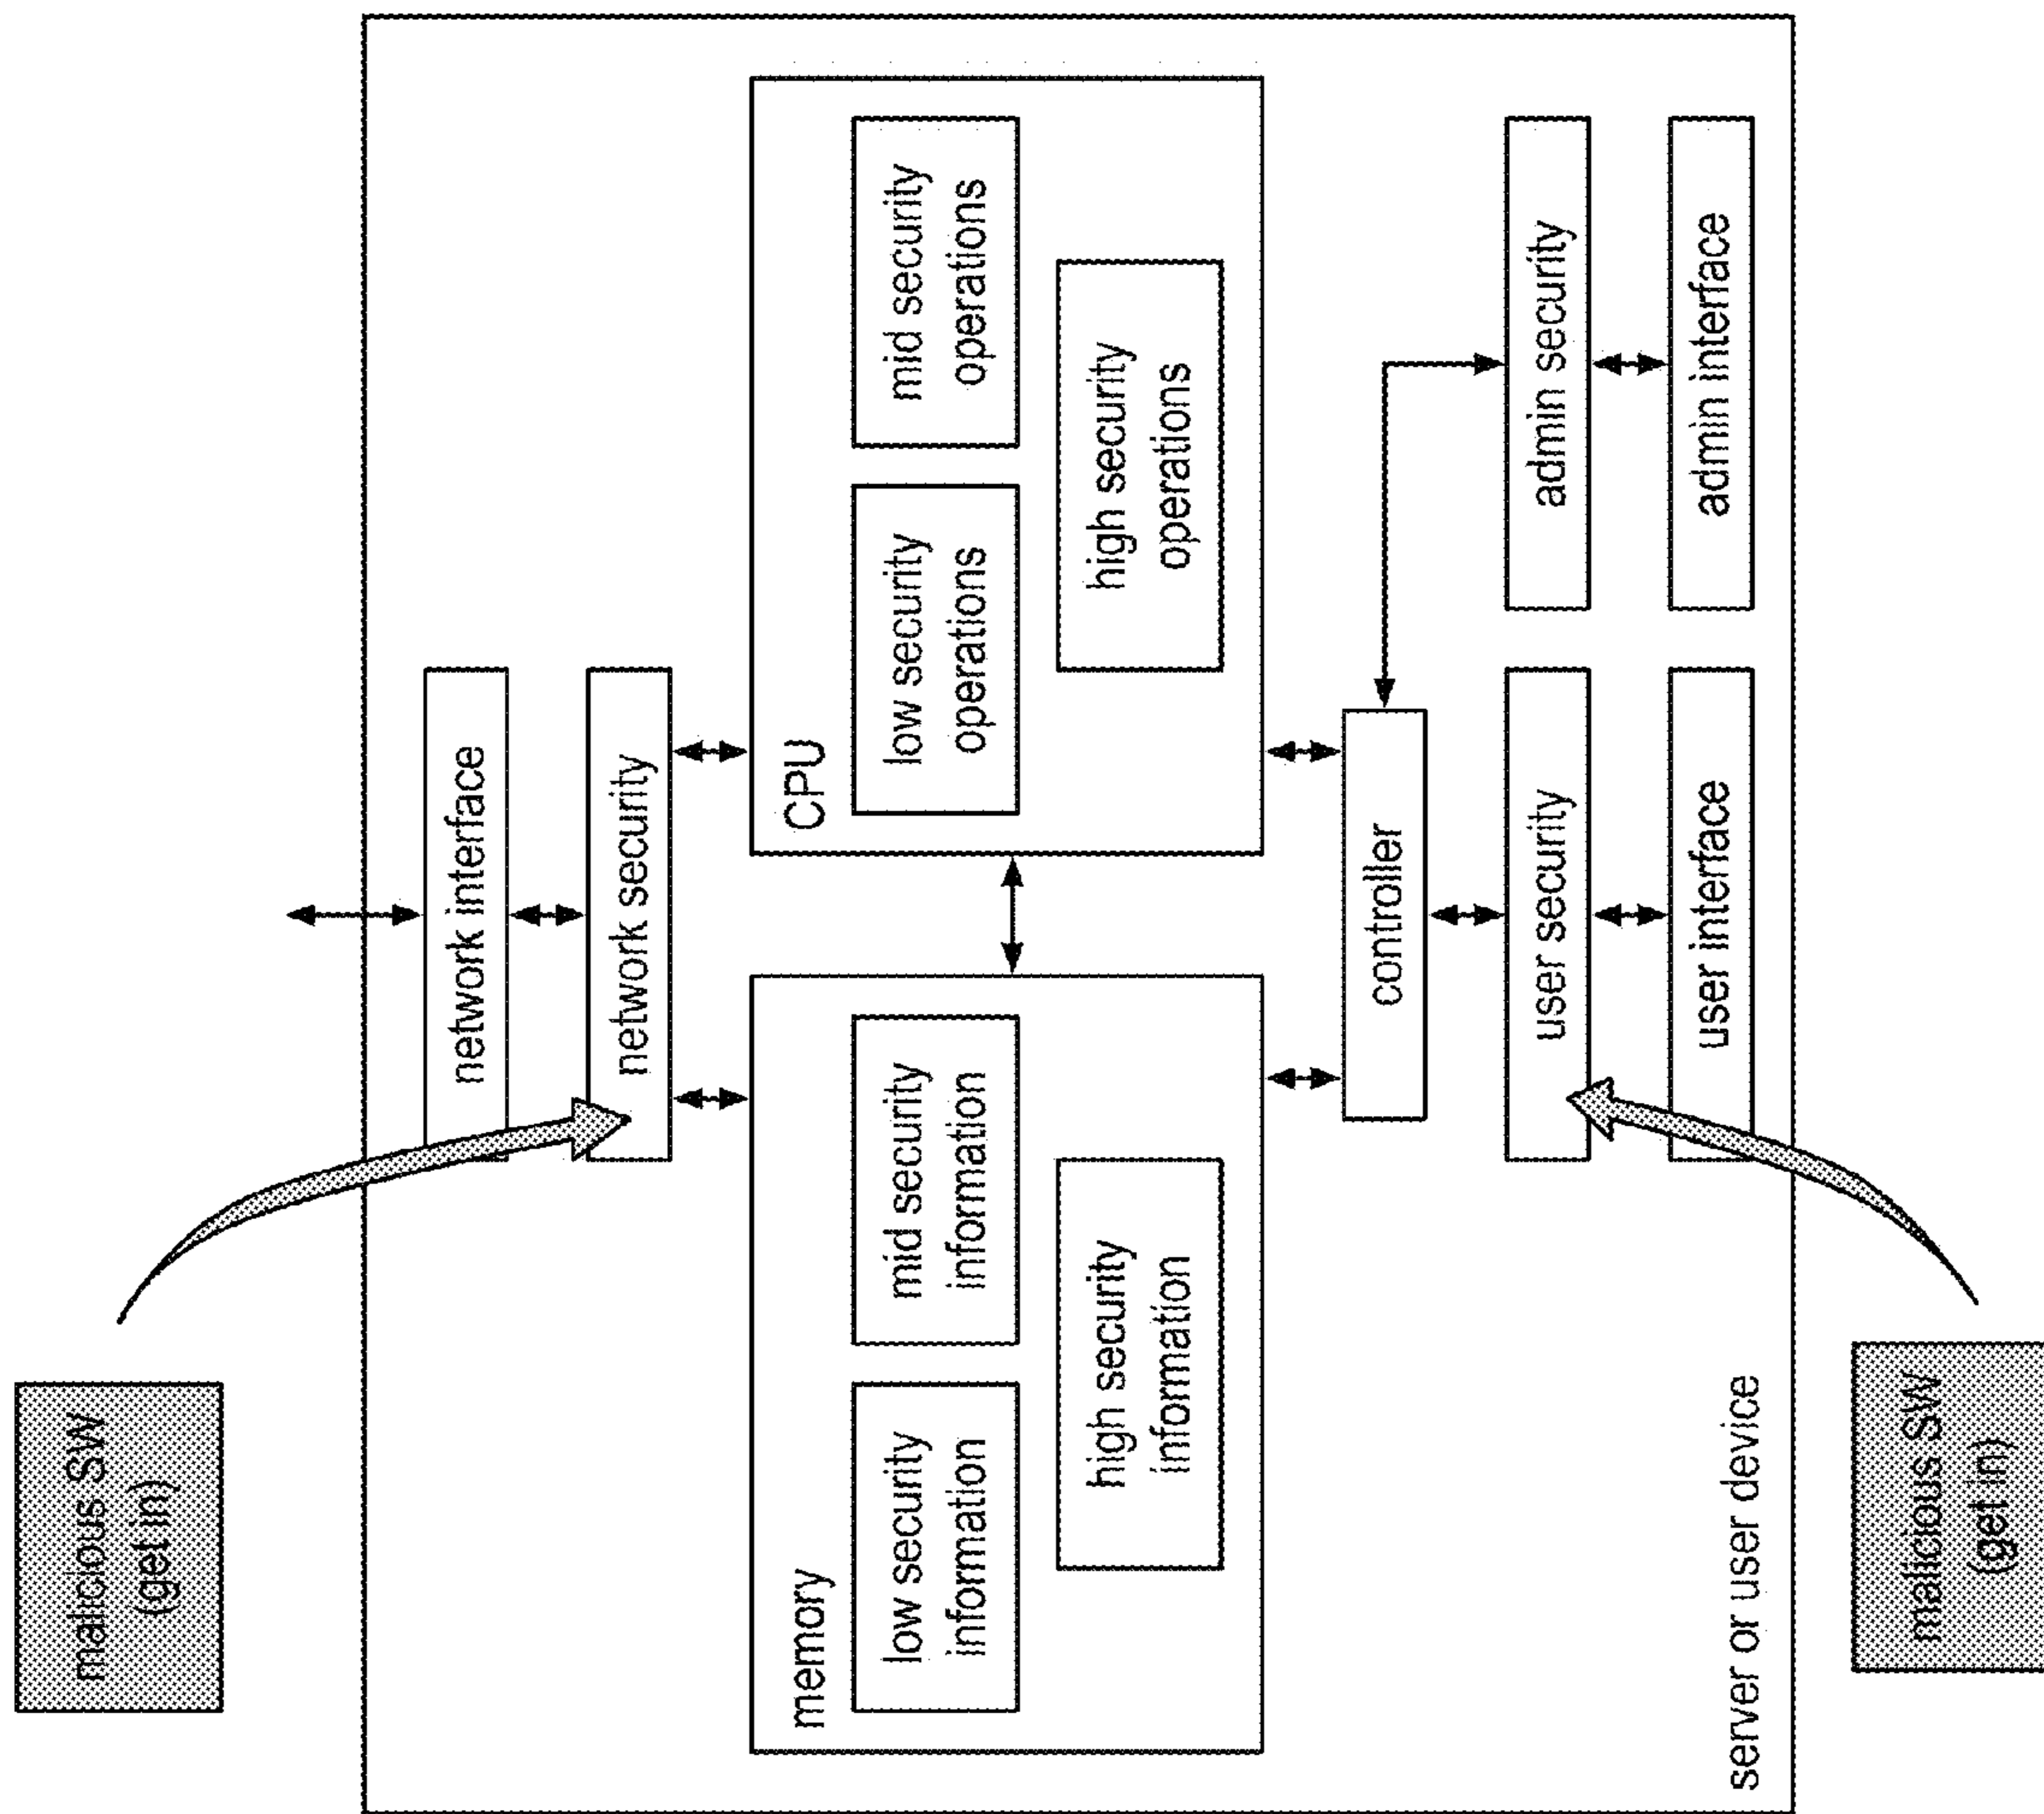 malicious SW
(get in)
network interface
network security
memory
low security
information
mid security
information
high security
information
CPU
low security
operations
mid security
operations
high security
operations
controller
user security
admin security
user interface
admin interface
server or user device
malicious SW
(get in)